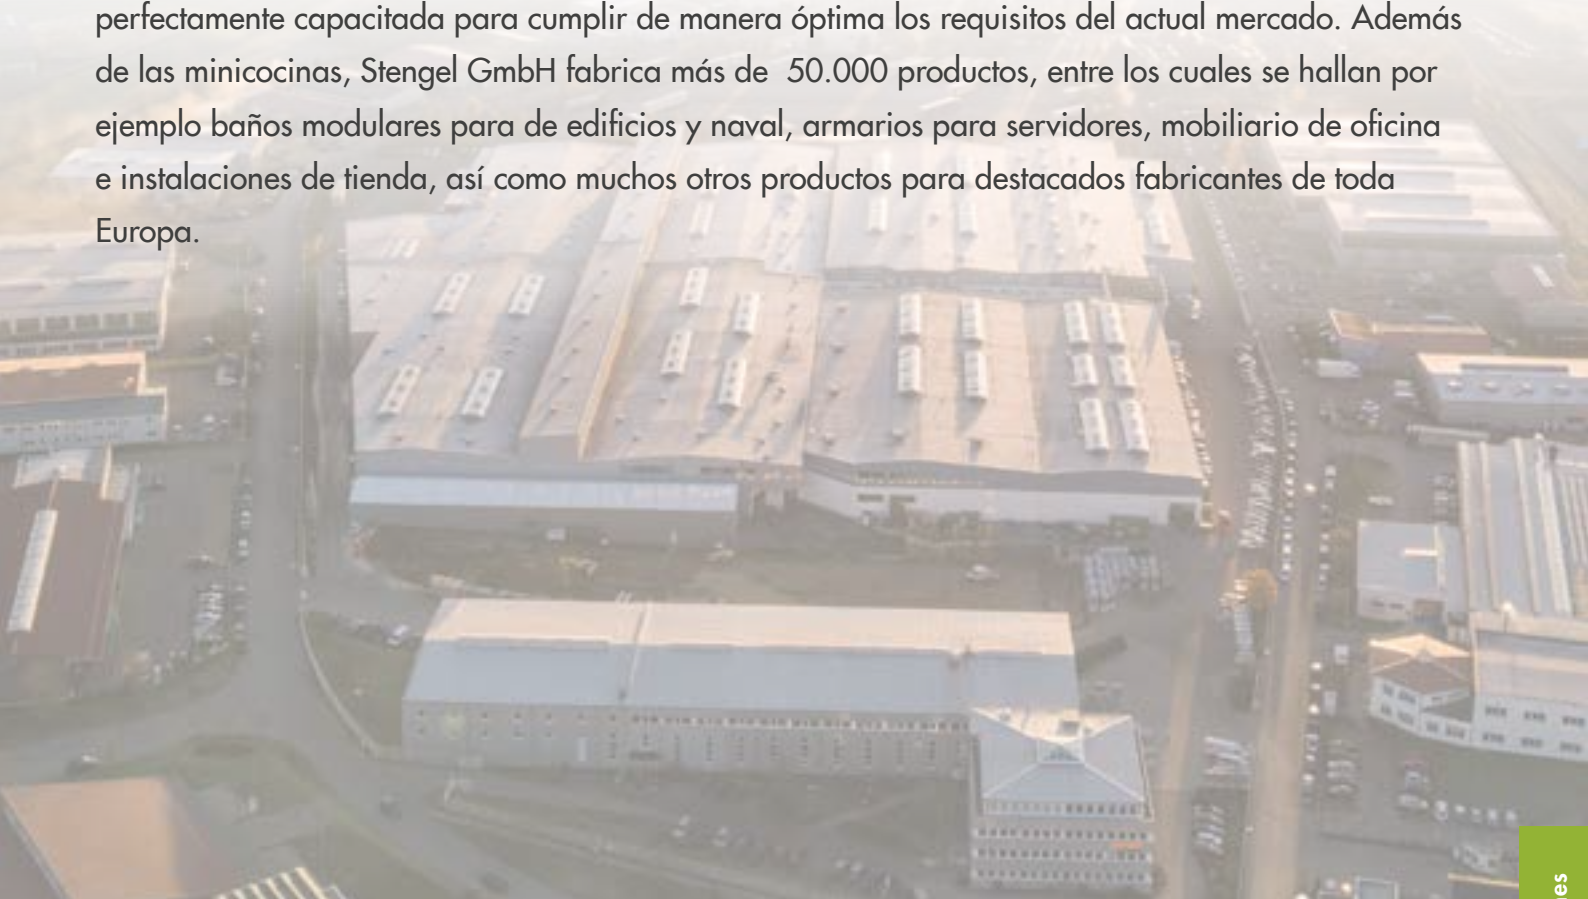 perfectamente capacitada para cumplir de manera óptima los requisitos del actual mercado. Además
de las minicocinas, Stengel GmbH fabrica más de  50.000 productos, entre los cuales se hallan por
ejemplo baños modulares para de edificios y naval, armarios para servidores, mobiliario de oficina
e instalaciones de tienda, así como muchos otros productos para destacados fabricantes de toda
Europa.